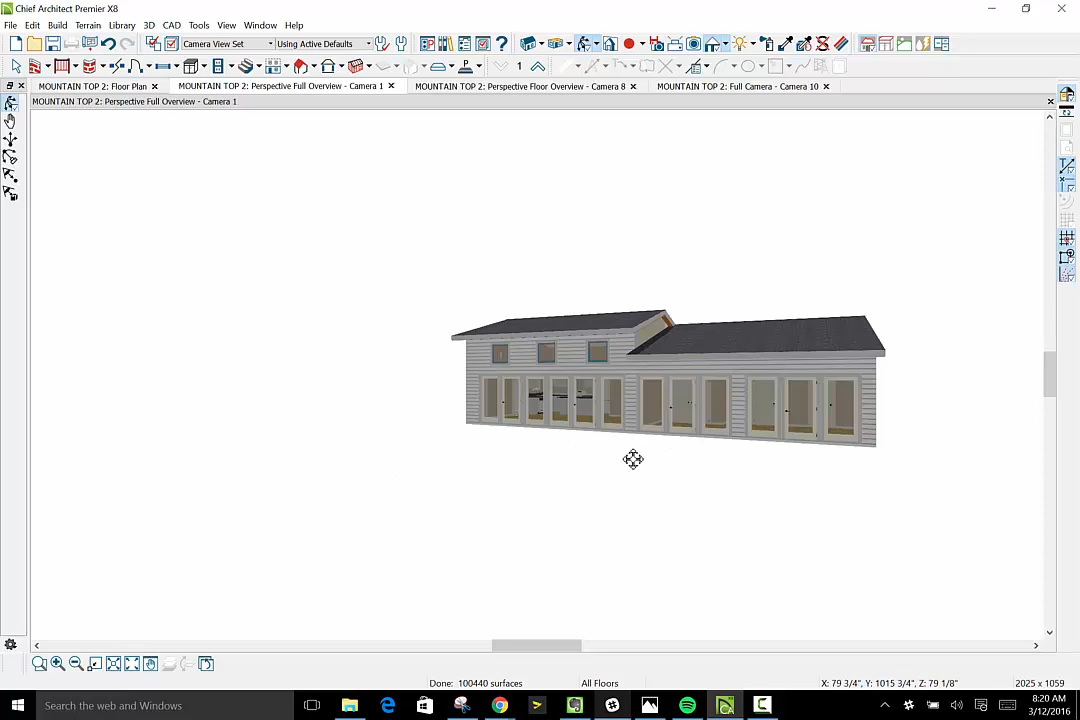 Chief Architect Premier X8
File Edit Build Terrain Library 3D CAD Tools View Window Help
Camera View Set Using Active Defaults
1
MOUNTAIN TOP 2: Floor Plan MOUNTAIN TOP 2: Perspective Full Overview - Camera 1 MOUNTAIN TOP 2: Perspective Floor Overview - Camera 8 MOUNTAIN TOP 2: Full Camera - Camera 10
MOUNTAIN TOP 2: Perspective Full Overview - Camera 1
Done: 100440 surfaces All Floors X: 79 3/4", Y: 1015 3/4", Z: 79 1/8" 2025 x 1059
Search the web and Windows
8:20 AM
3/12/2016